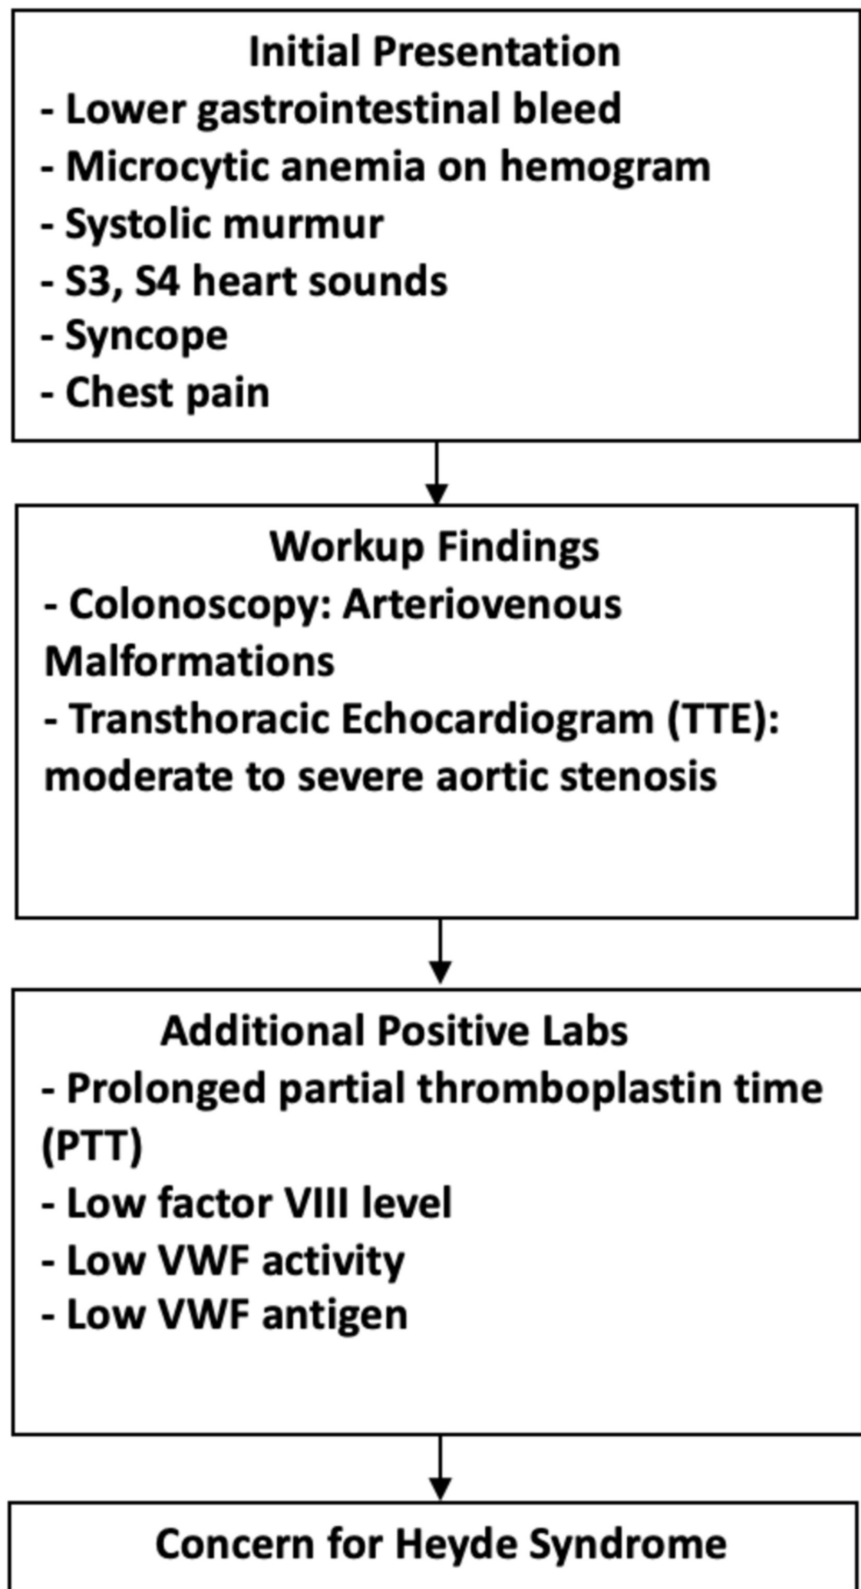 Initial Presentation
- Lower gastrointestinal bleed
- Microcytic anemia on hemogram
- Systolic murmur
- S3, S4 heart sounds
- Syncope
- Chest pain
Workup Findings
- Colonoscopy: Arteriovenous
Malformations
- Transthoracic Echocardiogram (TTE):
moderate to severe aortic stenosis
Additional Positive Labs
- Prolonged partial thromboplastin time
(PTT)
- Low factor VIII level
- Low VWF activity
- Low VWF antigen
Concern for Heyde Syndrome